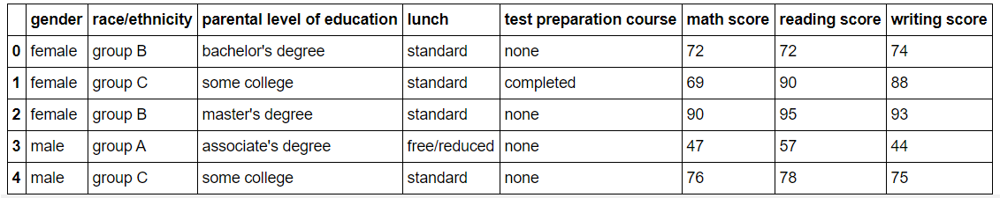 gender race/ethnicity parental level of education lunch test preparation course math score reading score writing score
0 female group B bachelor's degree standard none 72 72 74
1 female group C some college standard completed 69 90 88
2 female group B master's degree standard none 90 95 93
3 male group A associate's degree free/reduced none 47 57 44
4 male group C some college standard none 76 78 75